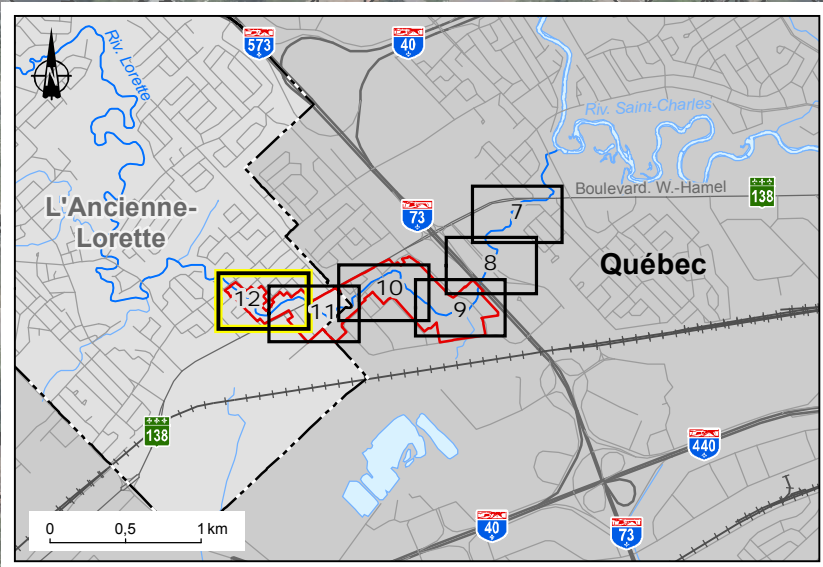 573
40
Riv. Lorette
Riv. Saint-Charles
Boulevard. W.-Hamel
138
L'Ancienne-
Lorette
73
7
8
Québec
12
11
10
9
138
440
0 0,5 1 km
40
73